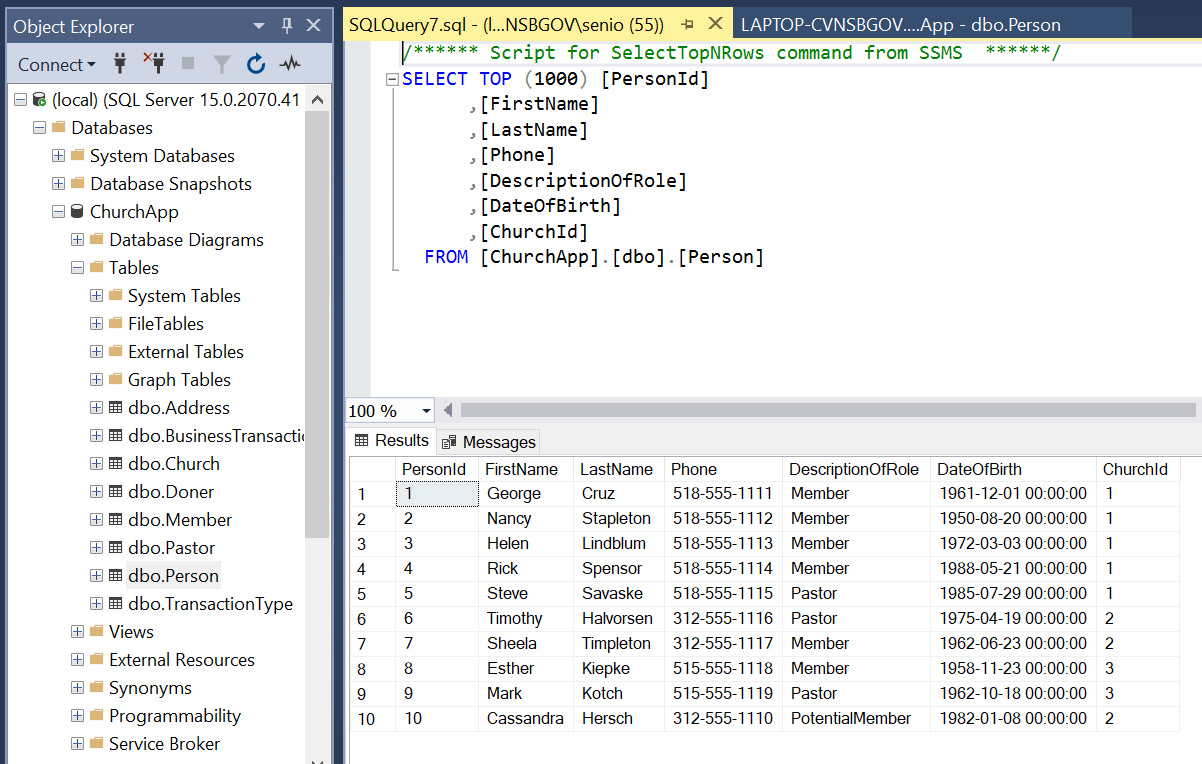 Object Explorer
Connect
(local) (SQL Server 15.0.2070.41
Databases
System Databases
Database Snapshots
ChurchApp
Database Diagrams
Tables
System Tables
FileTables
External Tables
Graph Tables
dbo.Address
dbo.BusinessTransactio
dbo.Church
dbo.Doner
dbo.Member
dbo.Pastor
dbo.Person
dbo.TransactionType
Views
External Resources
Synonyms
Programmability
Service Broker
SQLQuery7.sql - (l...NSBGOV\senio (55)) LAPTOP-CVNSBGOV....App - dbo.Person
/****** Script for SelectTopNRows command from SSMS ******/
SELECT TOP (1000) [PersonId]
,[FirstName]
,[LastName]
,[Phone]
,[DescriptionOfRole]
,[DateOfBirth]
,[ChurchId]
FROM [ChurchApp].[dbo].[Person]
100 %
Results Messages
PersonId FirstName LastName Phone DescriptionOfRole DateOfBirth ChurchId
1 1 George Cruz 518-555-1111 Member 1961-12-01 00:00:00 1
2 2 Nancy Stapleton 518-555-1112 Member 1950-08-20 00:00:00 1
3 3 Helen Lindblum 518-555-1113 Member 1972-03-03 00:00:00 1
4 4 Rick Spensor 518-555-1114 Member 1988-05-21 00:00:00 1
5 5 Steve Savaske 518-555-1115 Pastor 1985-07-29 00:00:00 1
6 6 Timothy Halvorsen 312-555-1116 Pastor 1975-04-19 00:00:00 2
7 7 Sheela Timpleton 312-555-1117 Member 1962-06-23 00:00:00 2
8 8 Esther Kiepke 515-555-1118 Member 1958-11-23 00:00:00 3
9 9 Mark Kotch 515-555-1119 Pastor 1962-10-18 00:00:00 3
10 10 Cassandra Hersch 312-555-1110 PotentialMember 1982-01-08 00:00:00 2